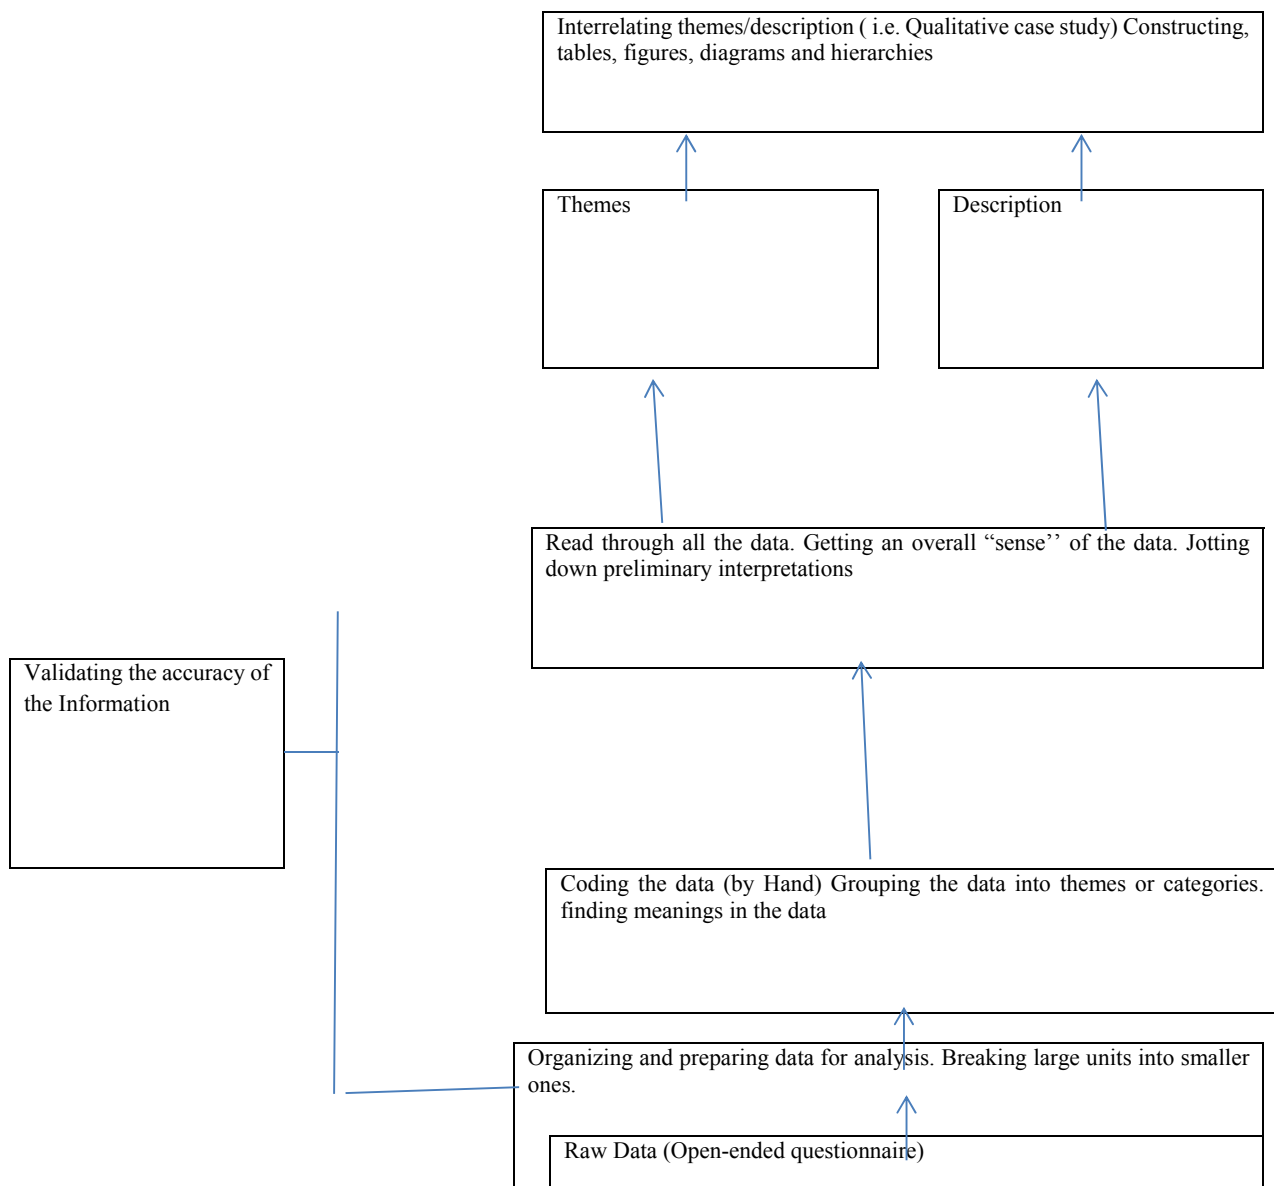 Interrelating themes/description ( i.e. Qualitative case study) Constructing,
tables, figures, diagrams and hierarchies
Themes
Description
Read through all the data. Getting an overall “sense’’ of the data. Jotting
down preliminary interpretations
Validating the accuracy of
the Information
Coding the data (by Hand) Grouping the data into themes or categories.
finding meanings in the data
Organizing and preparing data for analysis. Breaking large units into smaller
ones.
Raw Data (Open-ended questionnaire)